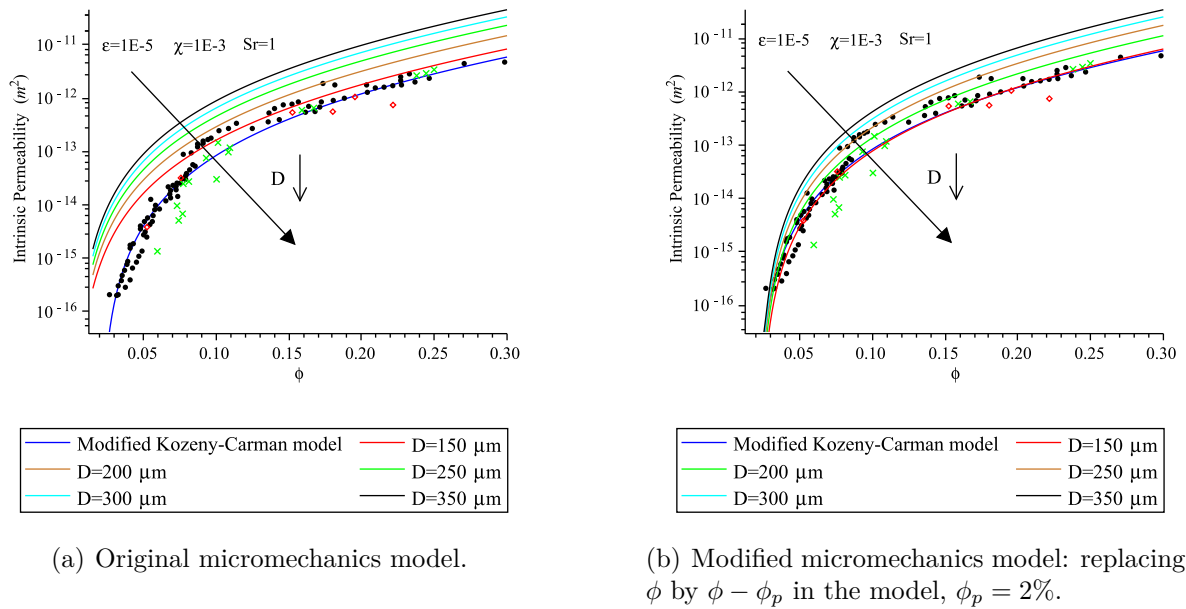 ε=1E-5 χ=1E-3 Sr=1
Intrinsic Permeability (m²)
10⁻¹¹
10⁻¹²
10⁻¹³
10⁻¹⁴
10⁻¹⁵
10⁻¹⁶
D
0.05 0.10 0.15 0.20 0.25 0.30
ϕ
Modified Kozeny-Carman model D=150 µm
D=200 µm D=250 µm
D=300 µm D=350 µm
(a) Original micromechanics model.
ε=1E-5 χ=1E-3 Sr=1
Intrinsic Permeability (m²)
10⁻¹¹
10⁻¹²
10⁻¹³
10⁻¹⁴
10⁻¹⁵
10⁻¹⁶
D
0.05 0.10 0.15 0.20 0.25 0.30
ϕ
Modified Kozeny-Carman model D=150 µm
D=200 µm D=250 µm
D=300 µm D=350 µm
(b) Modified micromechanics model: replacing
ϕ by ϕ − ϕₚ in the model, ϕₚ = 2%.